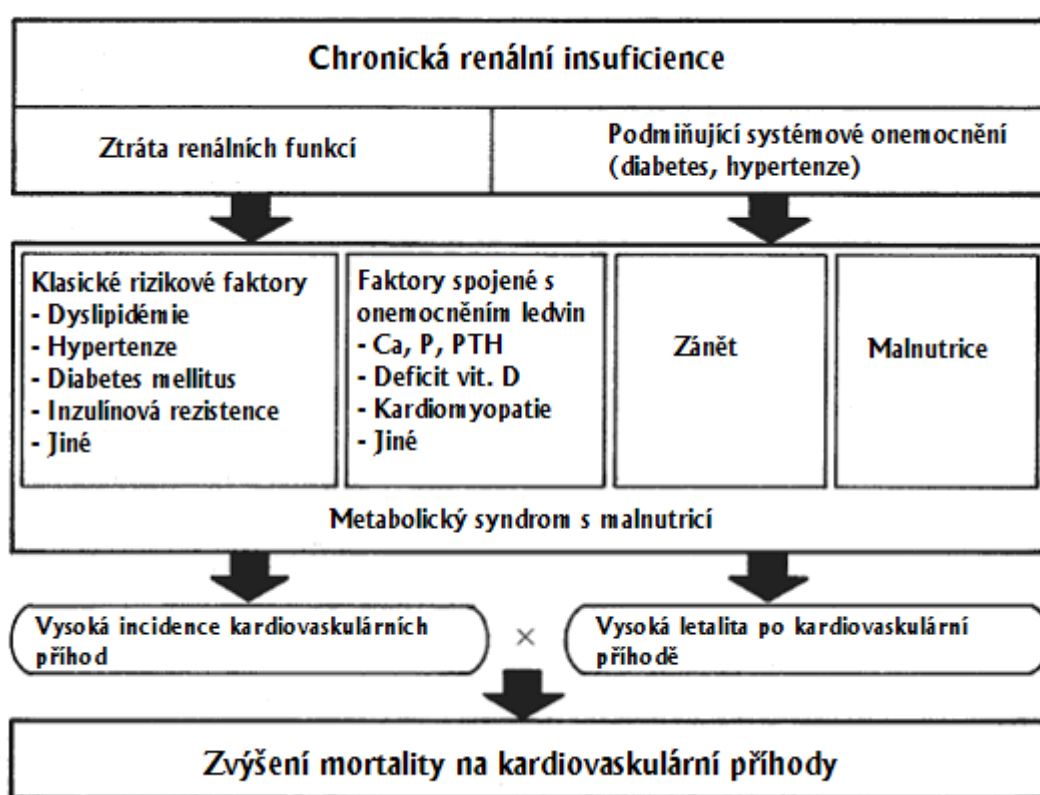 Chronická renální insuficience
Ztráta renálních funkcí
Podmiňující systémové onemocnění
(diabetes, hypertenze)
Klasické rizikové faktory
- Dyslipidémie
- Hypertenze
- Diabetes mellitus
- Inzulínová rezistence
- Jiné
Faktory spojené s
onemocněním ledvin
- Ca, P, PTH
- Deficit vit. D
- Kardiomyopatie
- Jiné
Zánět
Malnutrice
Metabolický syndrom s malnutricí
Vysoká incidence kardiovaskulárních
příhod
×
Vysoká letalita po kardiovaskulární
příhodě
Zvýšení mortality na kardiovaskulární příhody